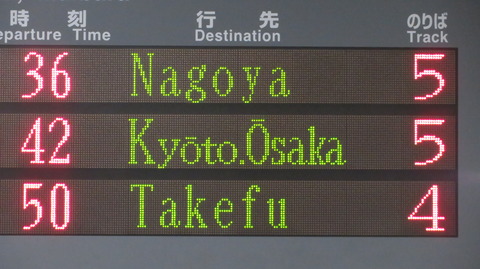 時刻 行先 のりば
eparture Time Destination Track
36 Nagoya 5
42 Kyōto.Ōsaka 5
50 Takefu 4